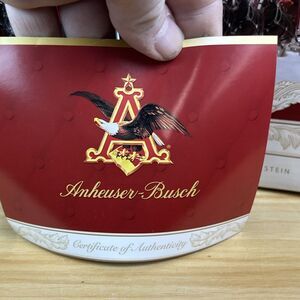 A
Anheuser-Busch
Certificate of Authenticity
STEIN